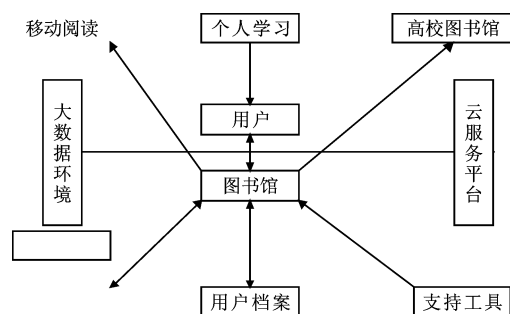 移动阅读
个人学习
高校图书馆
大数据环境
用户
云服务平台
图书馆
用户档案
支持工具